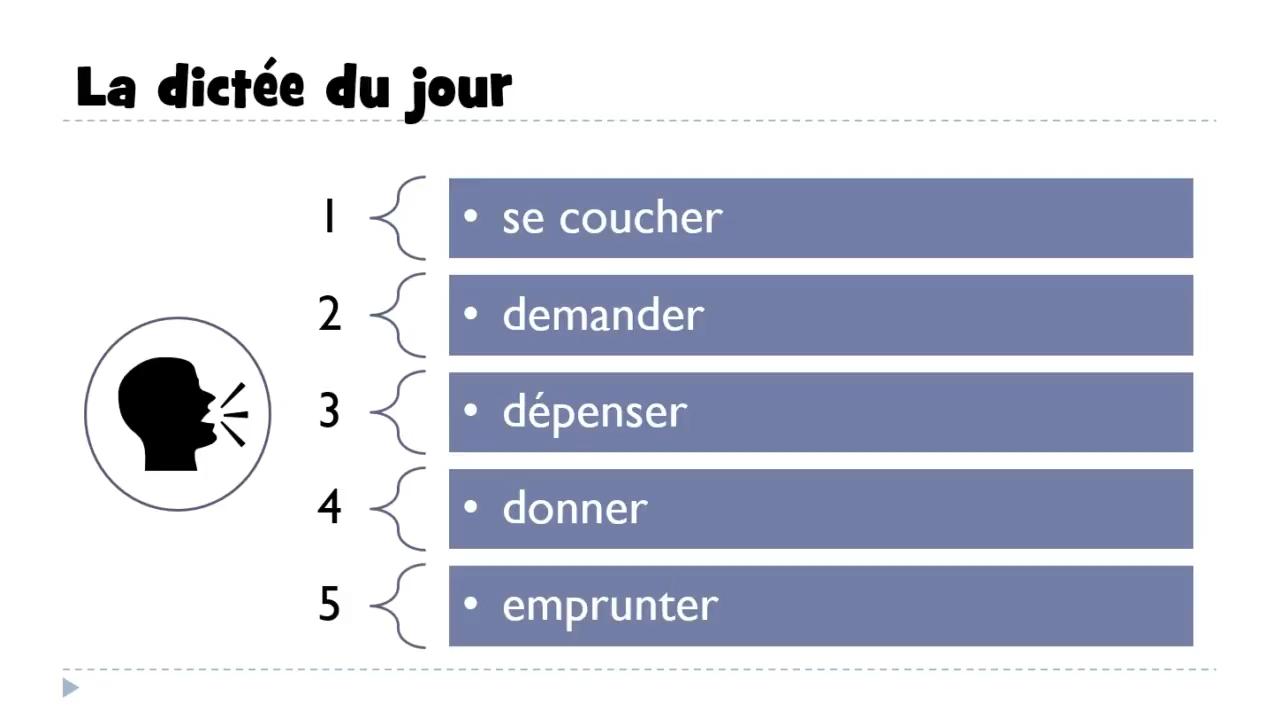 La dictée du jour
1 • se coucher
2 • demander
3 • dépenser
4 • donner
5 • emprunter